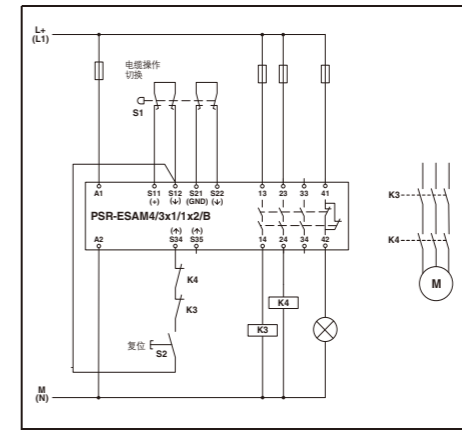 L+
(L1)
电缆操作
切换
S1
A1 S11 S12 S21 S22 13 23 33 41
(+) (↓) (GND) (↓)
PSR-ESAM4/3x1/1x2/B
(↑) (↑)
A2 S34 S35 14 24 34 42
K4
K3
复位
S2
K4
K3
K3
K4
M
M
(N)